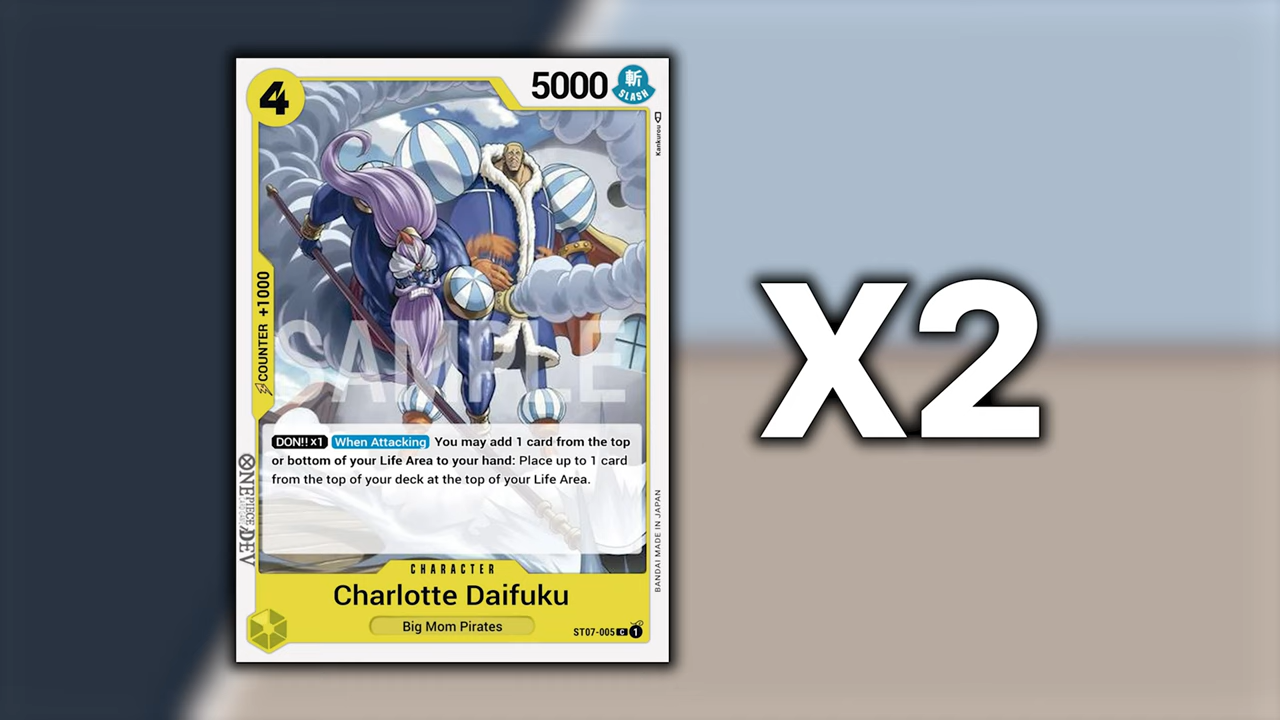 4
5000
斬
SLASH
Kankurou
COUNTER +1000
SAMPLE
DON!! x1 When Attacking You may add 1 card from the top
or bottom of your Life Area to your hand: Place up to 1 card
from the top of your deck at the top of your Life Area.
ONE PIECE
DEV
BANDAI MADE IN JAPAN
CHARACTER
Charlotte Daifuku
Big Mom Pirates
ST07-005 C 1
X2